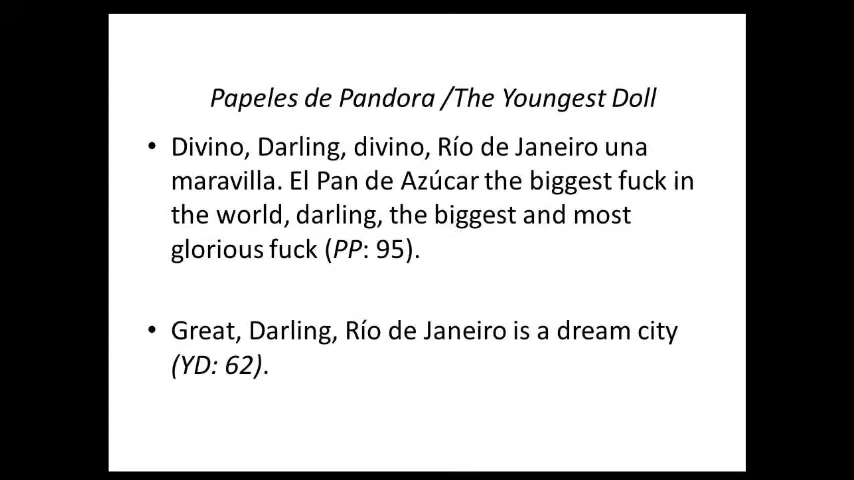 Papeles de Pandora /The Youngest Doll
• Divino, Darling, divino, Río de Janeiro una
maravilla. El Pan de Azúcar the biggest fuck in
the world, darling, the biggest and most
glorious fuck (PP: 95).
• Great, Darling, Río de Janeiro is a dream city
(YD: 62).